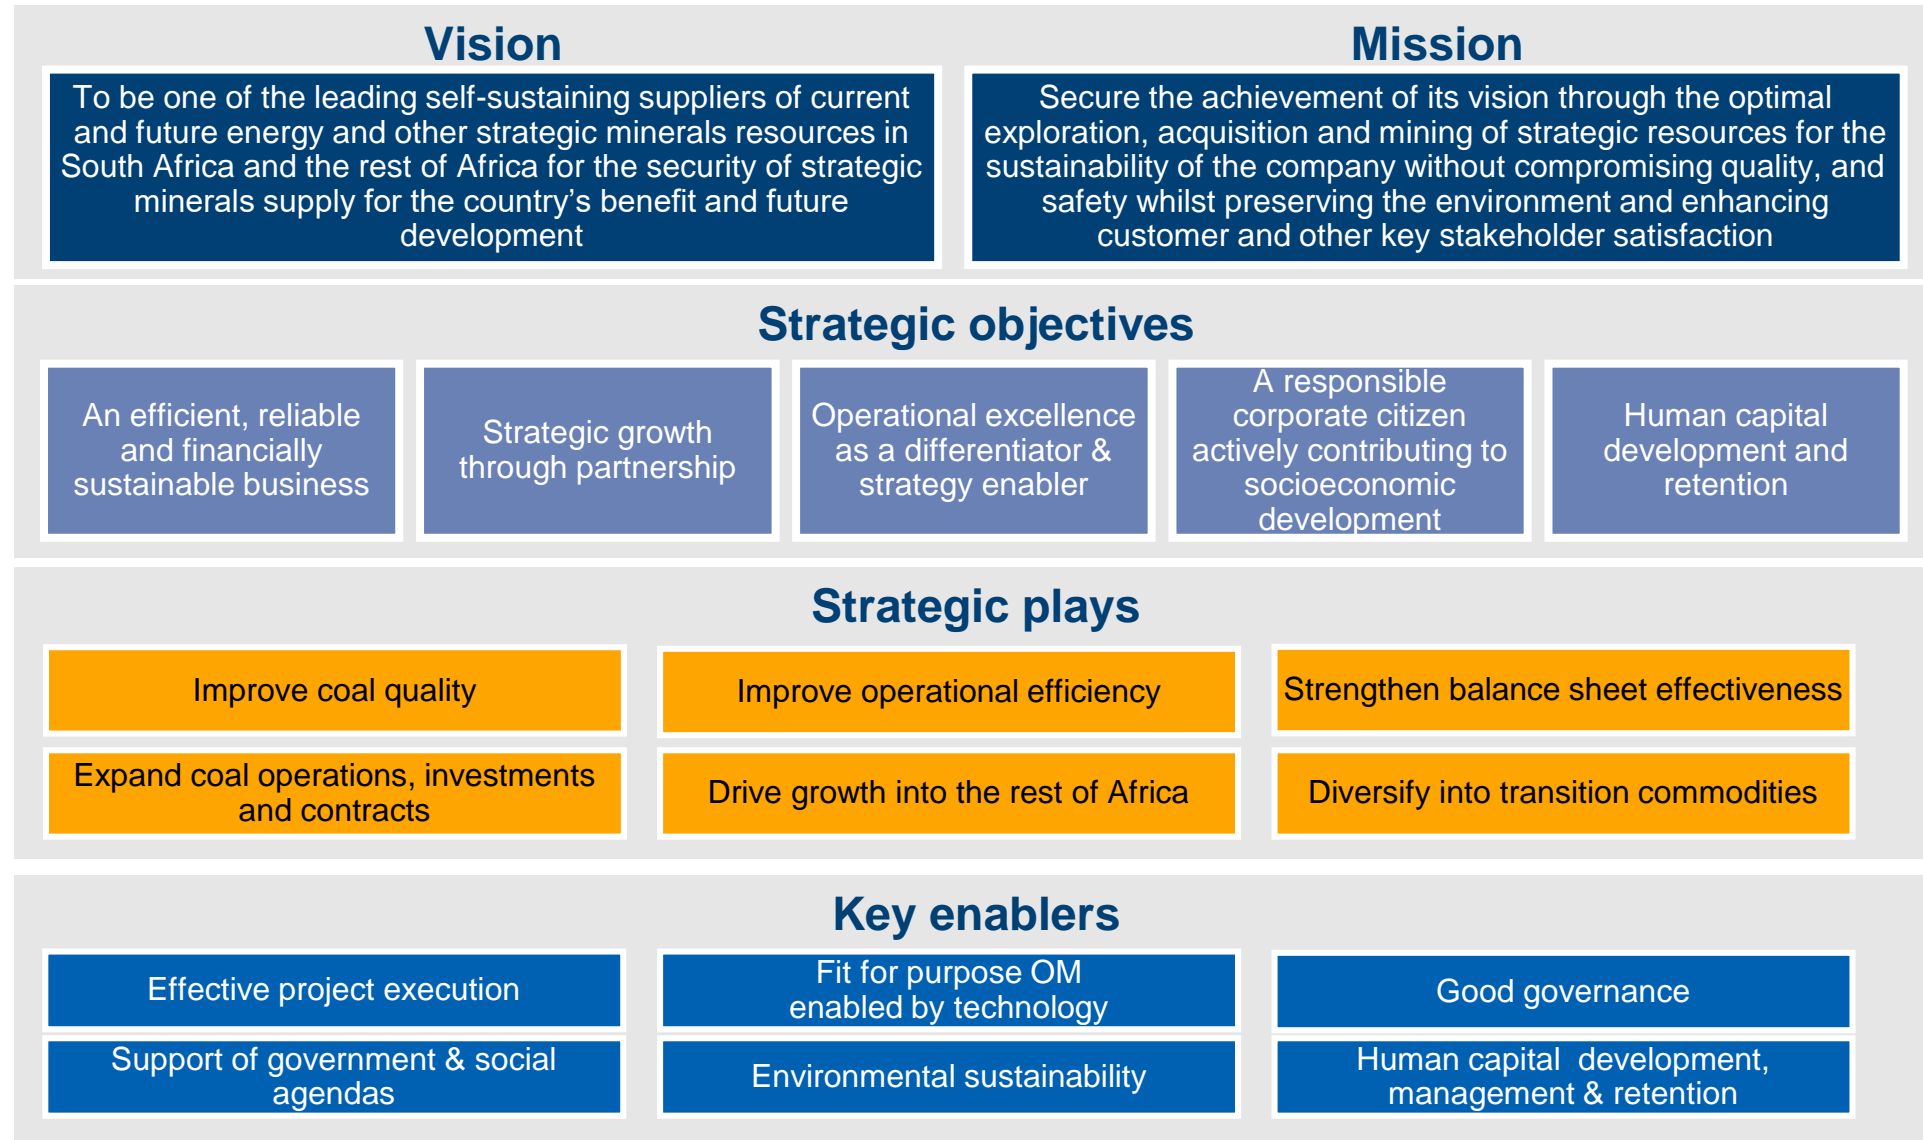 Vision
To be one of the leading self-sustaining suppliers of current
and future energy and other strategic minerals resources in
South Africa and the rest of Africa for the security of strategic
minerals supply for the country’s benefit and future
development
Mission
Secure the achievement of its vision through the optimal
exploration, acquisition and mining of strategic resources for the
sustainability of the company without compromising quality, and
safety whilst preserving the environment and enhancing
customer and other key stakeholder satisfaction
Strategic objectives
An efficient, reliable
and financially
sustainable business
Strategic growth
through partnership
Operational excellence
as a differentiator &
strategy enabler
A responsible
corporate citizen
actively contributing to
socioeconomic
development
Human capital
development and
retention
Strategic plays
Improve coal quality
Improve operational efficiency
Strengthen balance sheet effectiveness
Expand coal operations, investments
and contracts
Drive growth into the rest of Africa
Diversify into transition commodities
Key enablers
Effective project execution
Fit for purpose OM
enabled by technology
Good governance
Support of government & social
agendas
Environmental sustainability
Human capital  development,
management & retention